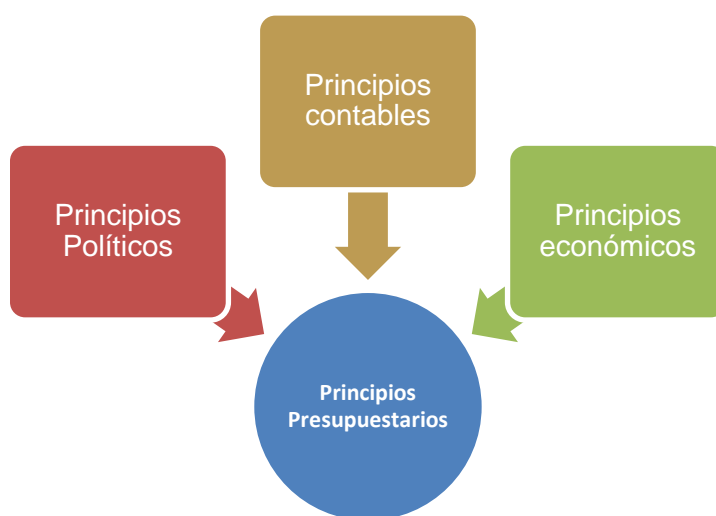 Principios
contables
Principios
Políticos
Principios
económicos
Principios
Presupuestarios